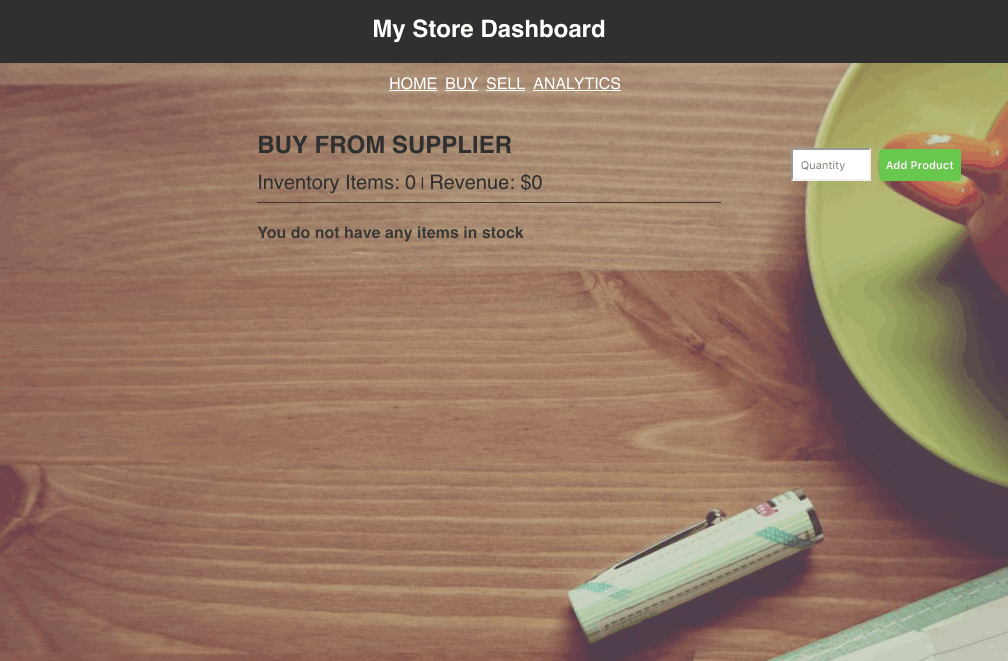 My Store Dashboard
HOME BUY SELL ANALYTICS
BUY FROM SUPPLIER
Quantity Add Product
Inventory Items: 0 | Revenue: $0
You do not have any items in stock